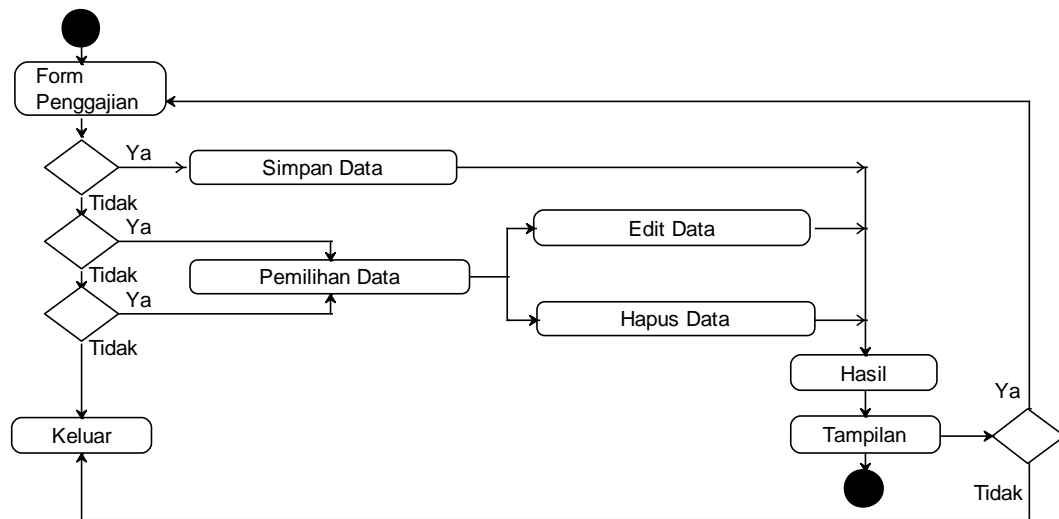 Form
Penggajian
Ya
Simpan Data
Tidak
Ya
Edit Data
Pemilihan Data
Tidak
Ya
Hapus Data
Tidak
Hasil
Ya
Keluar
Tampilan
Tidak